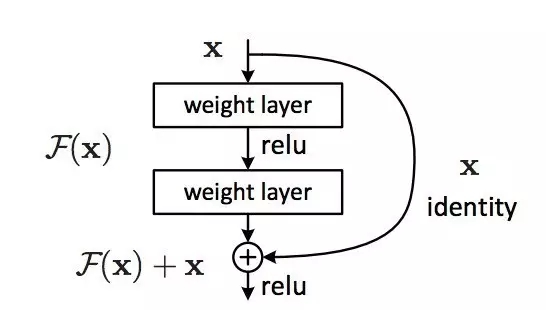 x
weight layer
relu
F(x)
weight layer
x
identity
F(x) + x
+
relu